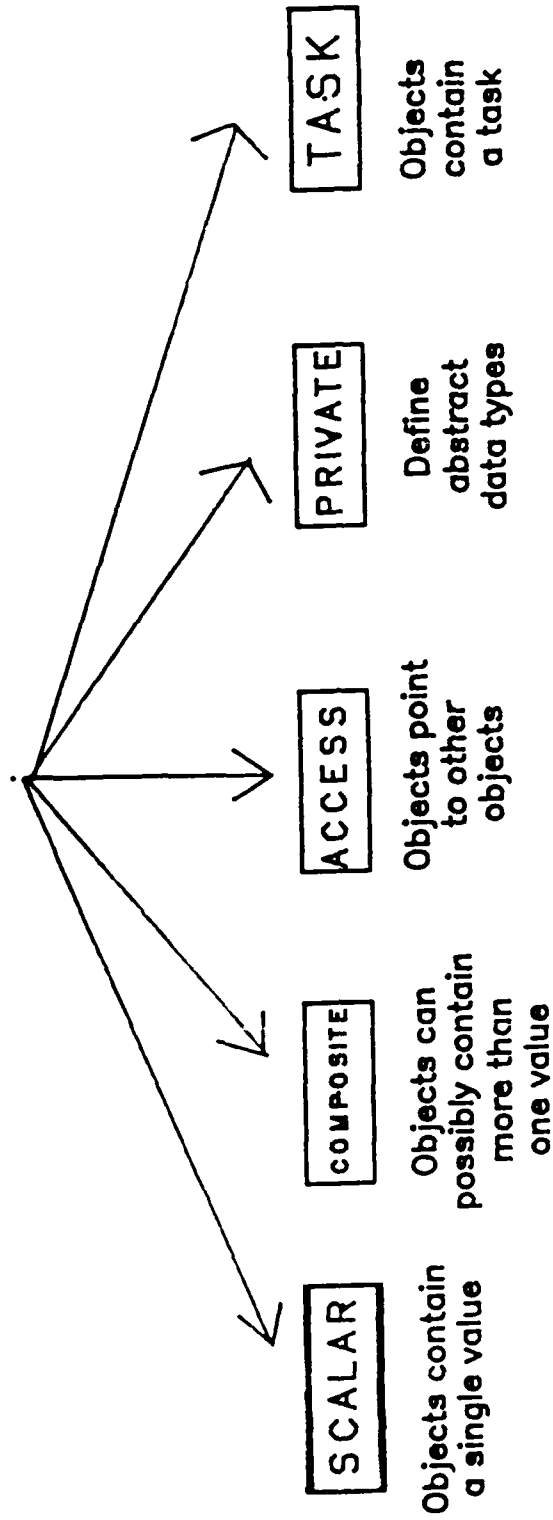 SCALAR
Objects contain
a single value
COMPOSITE
Objects can
possibly contain
more than
one value
ACCESS
Objects point
to other
objects
PRIVATE
Define
abstract
data types
TASK
Objects
contain
a task